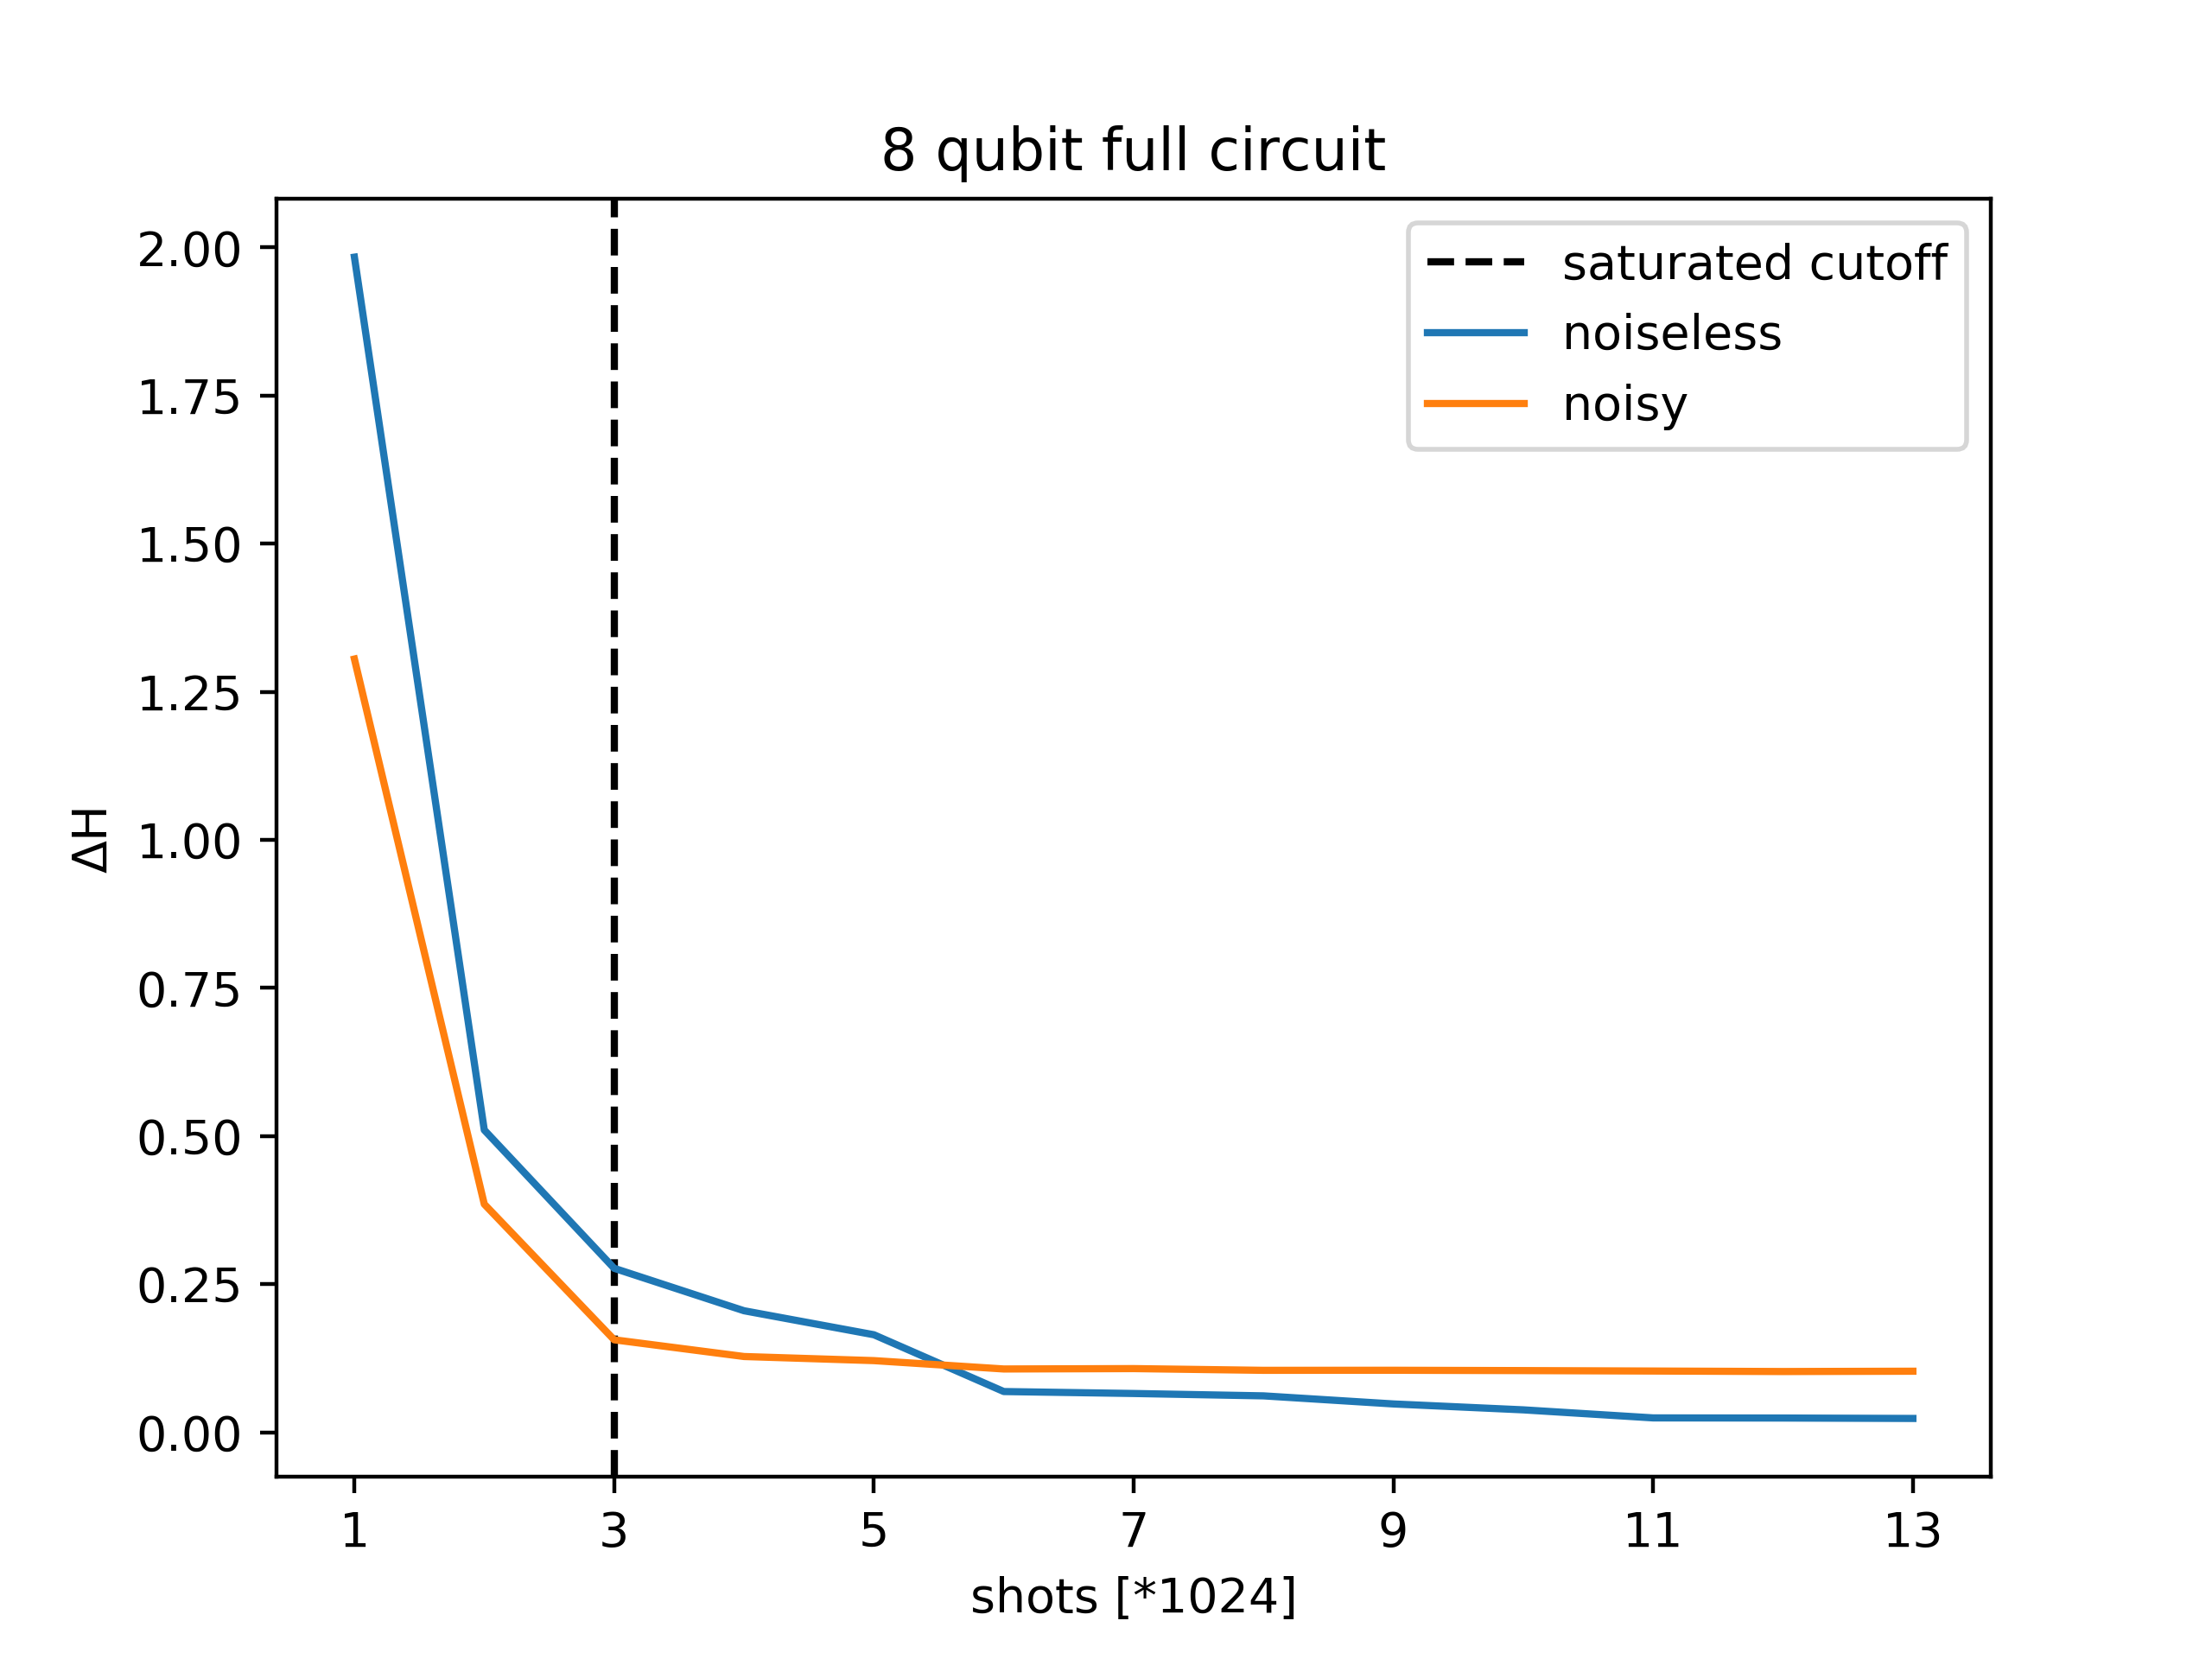 8 qubit full circuit
saturated cutoff
noiseless
noisy
2.00
1.75
1.50
1.25
1.00
0.75
0.50
0.25
0.00
ΔH
1 3 5 7 9 11 13
shots [*1024]